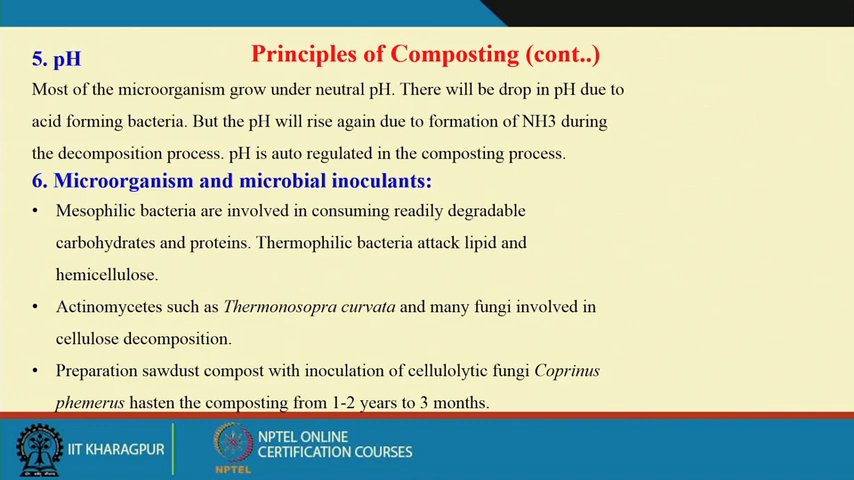 Principles of Composting (cont..)
5. pH
Most of the microorganism grow under neutral pH. There will be drop in pH due to
acid forming bacteria. But the pH will rise again due to formation of NH3 during
the decomposition process. pH is auto regulated in the composting process.
6. Microorganism and microbial inoculants:
• Mesophilic bacteria are involved in consuming readily degradable
carbohydrates and proteins. Thermophilic bacteria attack lipid and
hemicellulose.
• Actinomycetes such as Thermonosopra curvata and many fungi involved in
cellulose decomposition.
• Preparation sawdust compost with inoculation of cellulolytic fungi Coprinus
phemerus hasten the composting from 1-2 years to 3 months.
IIT KHARAGPUR
NPTEL
NPTEL ONLINE
CERTIFICATION COURSES